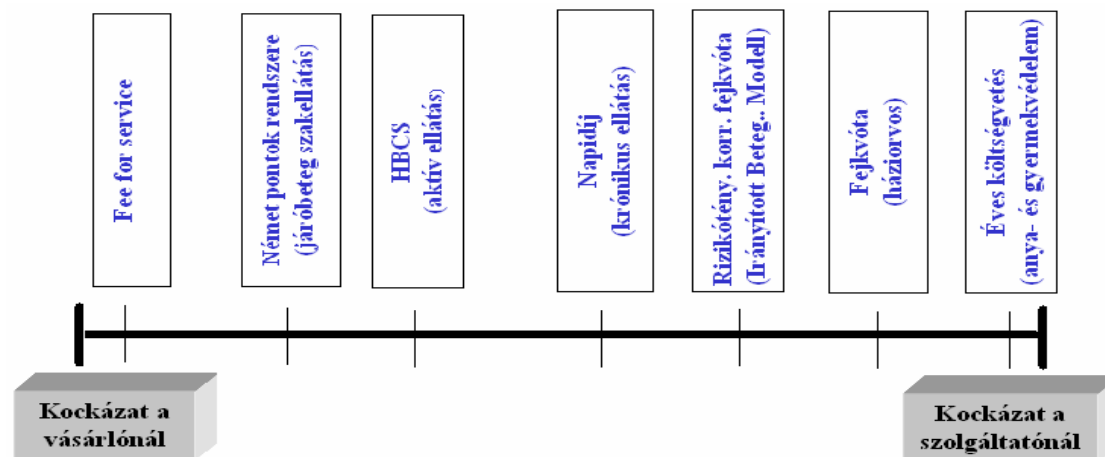 Fee for service
Német pontok rendszere
(járóbeteg szakellátás)
HBCS
(aktív ellátás)
Napidíj
(krónikus ellátás)
Rizikótény. korr. fejkvóta
(Irányított Beteg.. Modell)
Fejkvóta
(háziorvos)
Éves költségvetés
(anya- és gyermekvédelem)
Kockázat a
vásárlónál
Kockázat a
szolgáltatónál